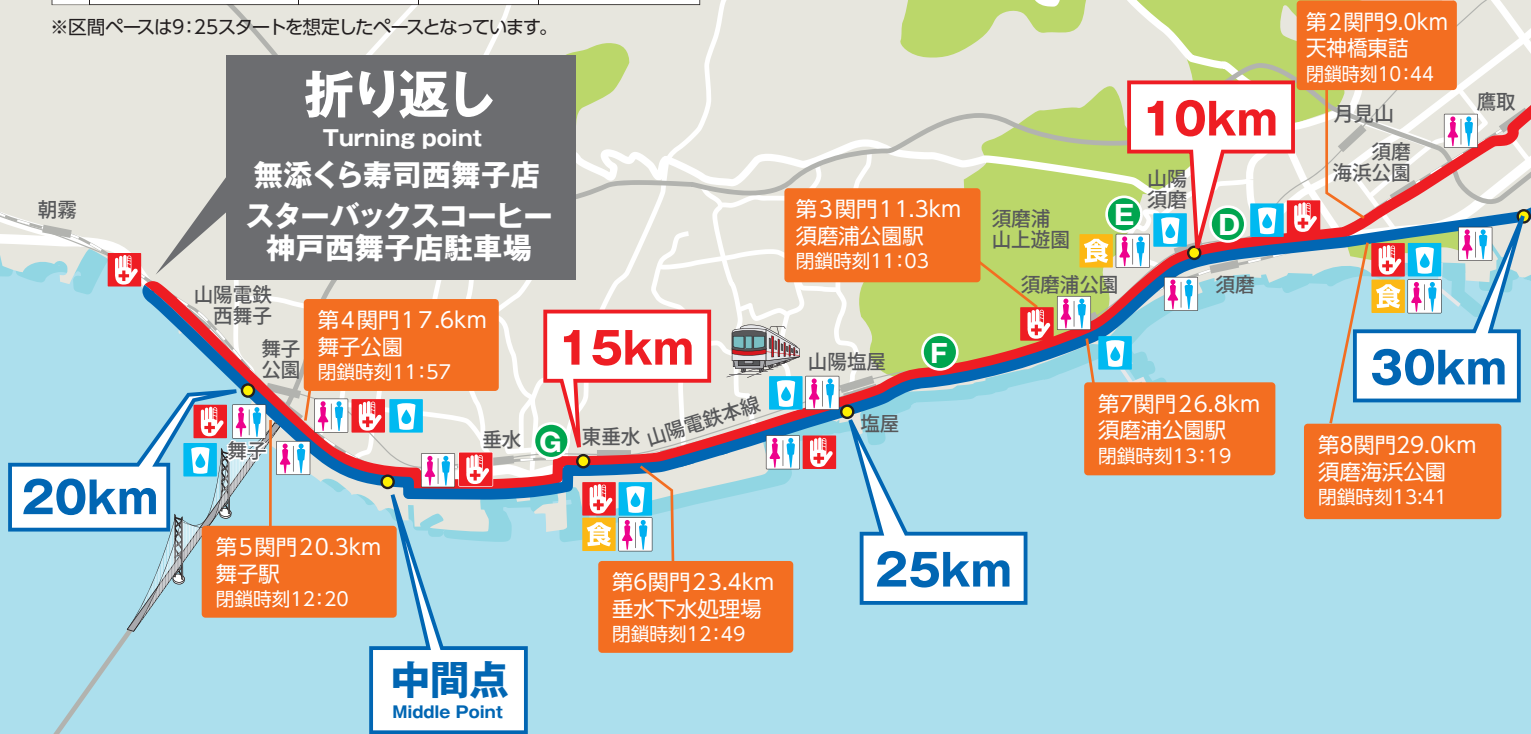 ※区間ペースは9:25スタートを想定したペースとなっています。
折り返し
Turning point
無添くら寿司西舞子店
スターバックスコーヒー
神戸西舞子店駐車場
第2関門9.0km
天神橋東詰
閉鎖時刻10:44
10km
月見山
鷹取
須磨
海浜公園
山陽
須磨
E
D
食
第3関門11.3km
須磨浦公園駅
閉鎖時刻11:03
須磨浦
山上遊園
須磨浦公園
須磨
食
30km
朝霧
山陽電鉄
西舞子
舞子
公園
第4関門17.6km
舞子公園
閉鎖時刻11:57
15km
F
山陽塩屋
塩屋
山陽電鉄本線
東垂水
G
垂水
舞子
20km
第7関門26.8km
須磨浦公園駅
閉鎖時刻13:19
第8関門29.0km
須磨海浜公園
閉鎖時刻13:41
食
第5関門20.3km
舞子駅
閉鎖時刻12:20
第6関門23.4km
垂水下水処理場
閉鎖時刻12:49
25km
中間点
Middle Point